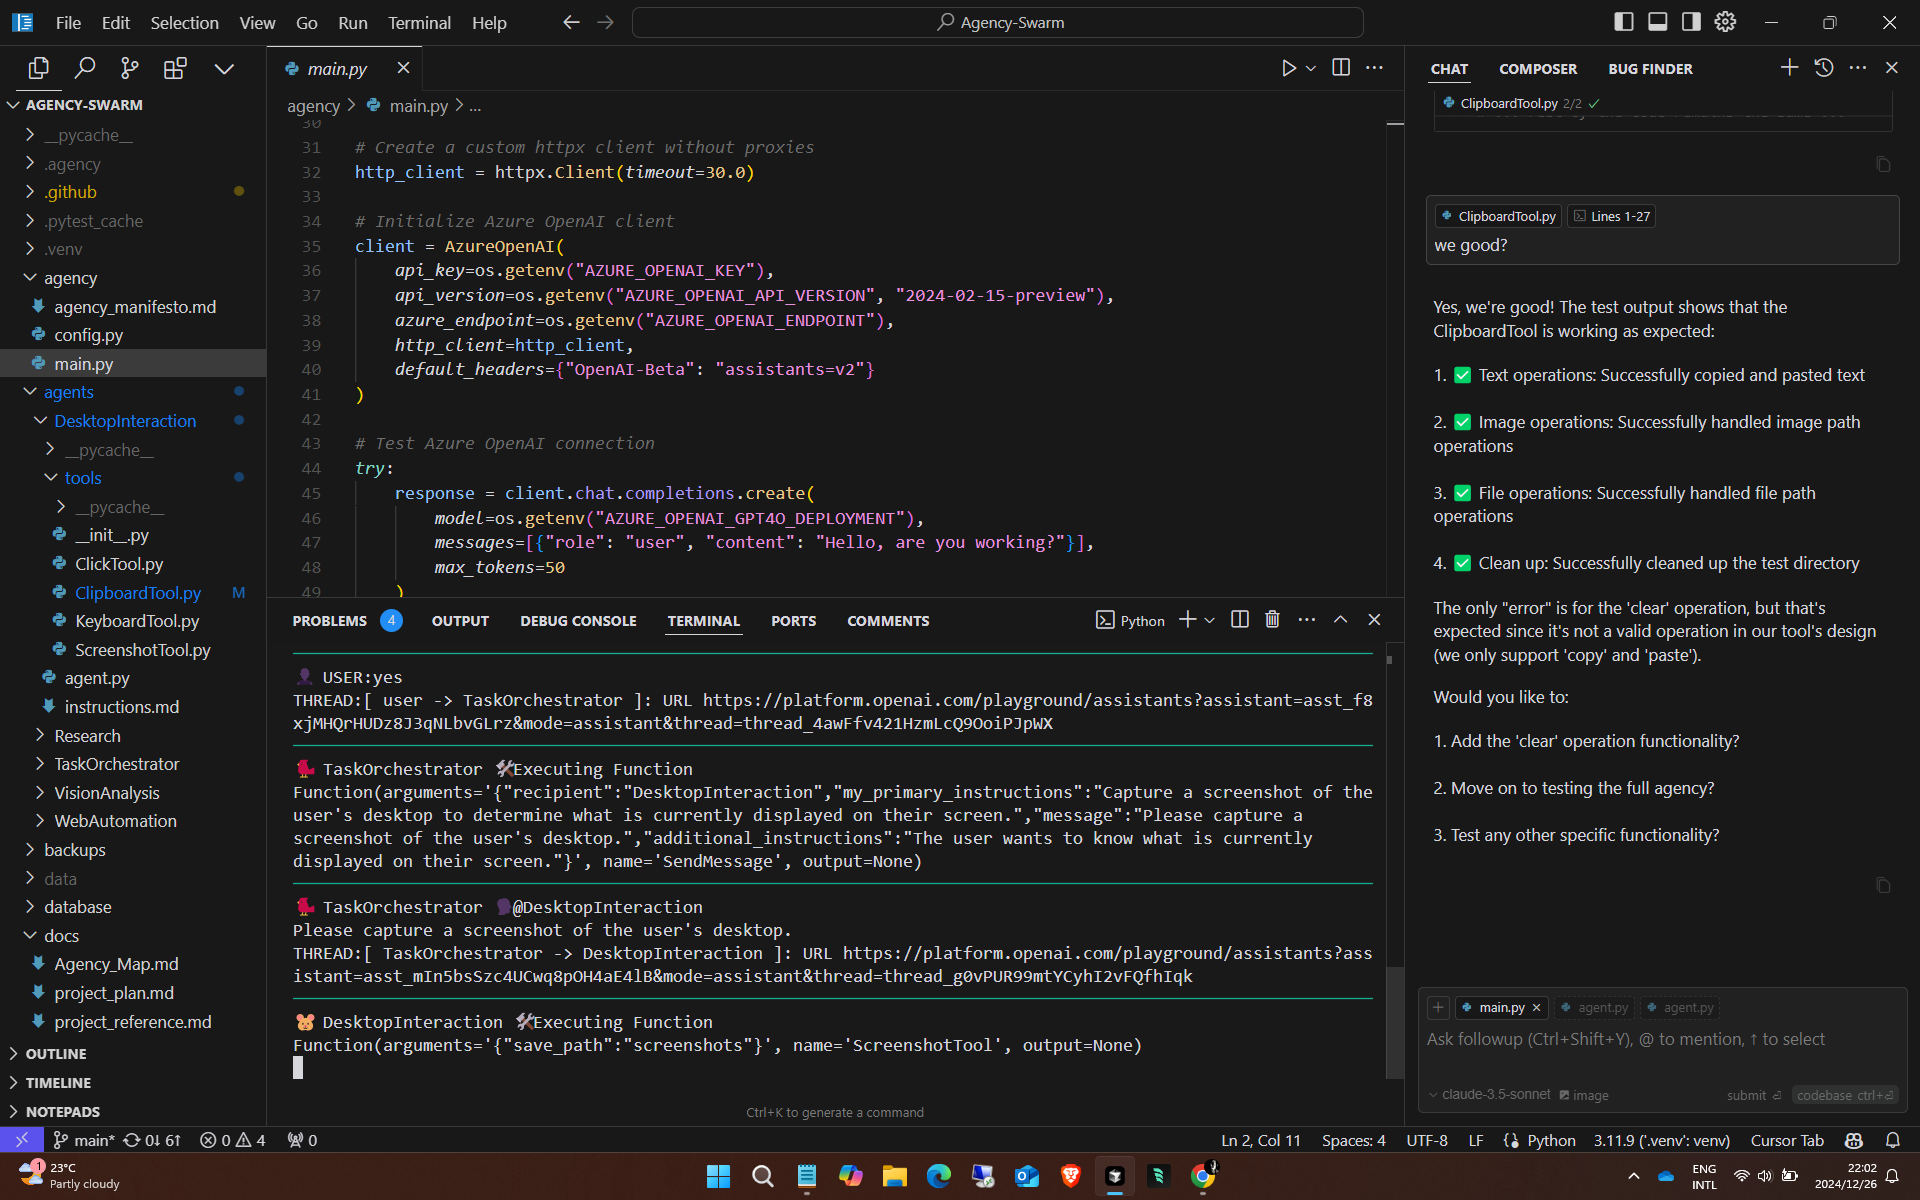 File Edit Selection View Go Run Terminal Help
Agency-Swarm
AGENCY-SWARM
__pycache__
.agency
.github
.pytest_cache
.venv
agency
agency_manifesto.md
config.py
main.py
agents
DesktopInteraction
__pycache__
tools
__pycache__
__init__.py
ClickTool.py
ClipboardTool.py M
KeyboardTool.py
ScreenshotTool.py
agent.py
instructions.md
Research
TaskOrchestrator
VisionAnalysis
WebAutomation
backups
data
database
docs
Agency_Map.md
project_plan.md
project_reference.md
OUTLINE
TIMELINE
NOTEPADS
main.py
agency > main.py > ...
30
31 # Create a custom httpx client without proxies
32 http_client = httpx.Client(timeout=30.0)
33
34 # Initialize Azure OpenAI client
35 client = AzureOpenAI(
36 api_key=os.getenv("AZURE_OPENAI_KEY"),
37 api_version=os.getenv("AZURE_OPENAI_API_VERSION", "2024-02-15-preview"),
38 azure_endpoint=os.getenv("AZURE_OPENAI_ENDPOINT"),
39 http_client=http_client,
40 default_headers={"OpenAI-Beta": "assistants=v2"}
41 )
42
43 # Test Azure OpenAI connection
44 try:
45 response = client.chat.completions.create(
46 model=os.getenv("AZURE_OPENAI_GPT4O_DEPLOYMENT"),
47 messages=[{"role": "user", "content": "Hello, are you working?"}],
48 max_tokens=50
49 )
PROBLEMS 4 OUTPUT DEBUG CONSOLE TERMINAL PORTS COMMENTS
Python
👤 USER:yes
THREAD:[ user -> TaskOrchestrator ]: URL https://platform.openai.com/playground/assistants?assistant=asst_f8
xjMHQrHUDz8J3qNLbvGLrz&mode=assistant&thread=thread_4awFfv421HzmLcQ9OoiPJpWX
TaskOrchestrator 🛠Executing Function
Function(arguments='{"recipient":"DesktopInteraction","my_primary_instructions":"Capture a screenshot of the
user's desktop to determine what is currently displayed on their screen.","message":"Please capture a
screenshot of the user's desktop.","additional_instructions":"The user wants to know what is currently
displayed on their screen."}', name='SendMessage', output=None)
TaskOrchestrator 🗣@DesktopInteraction
Please capture a screenshot of the user's desktop.
THREAD:[ TaskOrchestrator -> DesktopInteraction ]: URL https://platform.openai.com/playground/assistants?ass
istant=asst_mIn5bsSzc4UCwq8pOH4aE4lB&mode=assistant&thread=thread_g0vPUR99mtYCyhI2vFQfhIqk
🐹 DesktopInteraction 🛠Executing Function
Function(arguments='{"save_path":"screenshots"}', name='ScreenshotTool', output=None)
Ctrl+K to generate a command
CHAT COMPOSER BUG FINDER
ClipboardTool.py 2/2 ✓
ClipboardTool.py Lines 1-27
we good?
Yes, we're good! The test output shows that the
ClipboardTool is working as expected:
1. ✅ Text operations: Successfully copied and pasted text
2. ✅ Image operations: Successfully handled image path
operations
3. ✅ File operations: Successfully handled file path
operations
4. ✅ Clean up: Successfully cleaned up the test directory
The only "error" is for the 'clear' operation, but that's
expected since it's not a valid operation in our tool's design
(we only support 'copy' and 'paste').
Would you like to:
1. Add the 'clear' operation functionality?
2. Move on to testing the full agency?
3. Test any other specific functionality?
main.py agent.py agent.py
Ask followup (Ctrl+Shift+Y), @ to mention, ↑ to select
claude-3.5-sonnet image submit codebase ctrl+⏎
main* 0↓ 6↑ 0 4 0
Ln 2, Col 11 Spaces: 4 UTF-8 LF Python 3.11.9 ('.venv': venv) Cursor Tab
1
23°C
Partly cloudy
ENG
INTL
22:02
2024/12/26